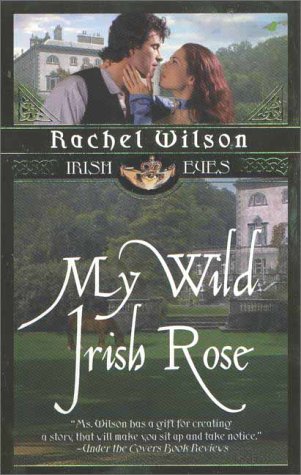 Rachel Wilson
IRISH EYES
My Wild
Irish Rose
"Ms. Wilson has a gift for creating
a story that will make you sit up and take notice."
—Under the Covers Book Reviews